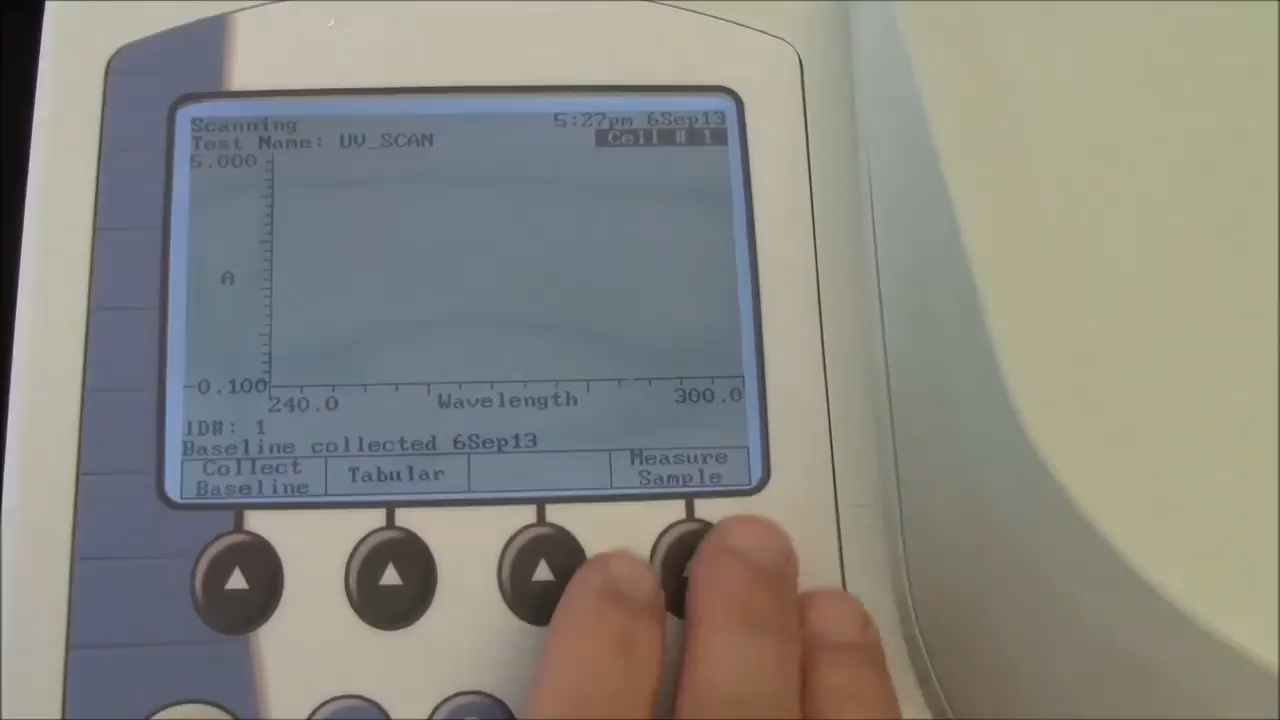 Scanning 5:27pm 6Sep13
Test Name: UV_SCAN Cell # 1
5.000
A
-0.100
240.0 Wavelength 300.0
ID#: 1
Baseline collected 6Sep13
Collect Baseline
Tabular
Measure Sample